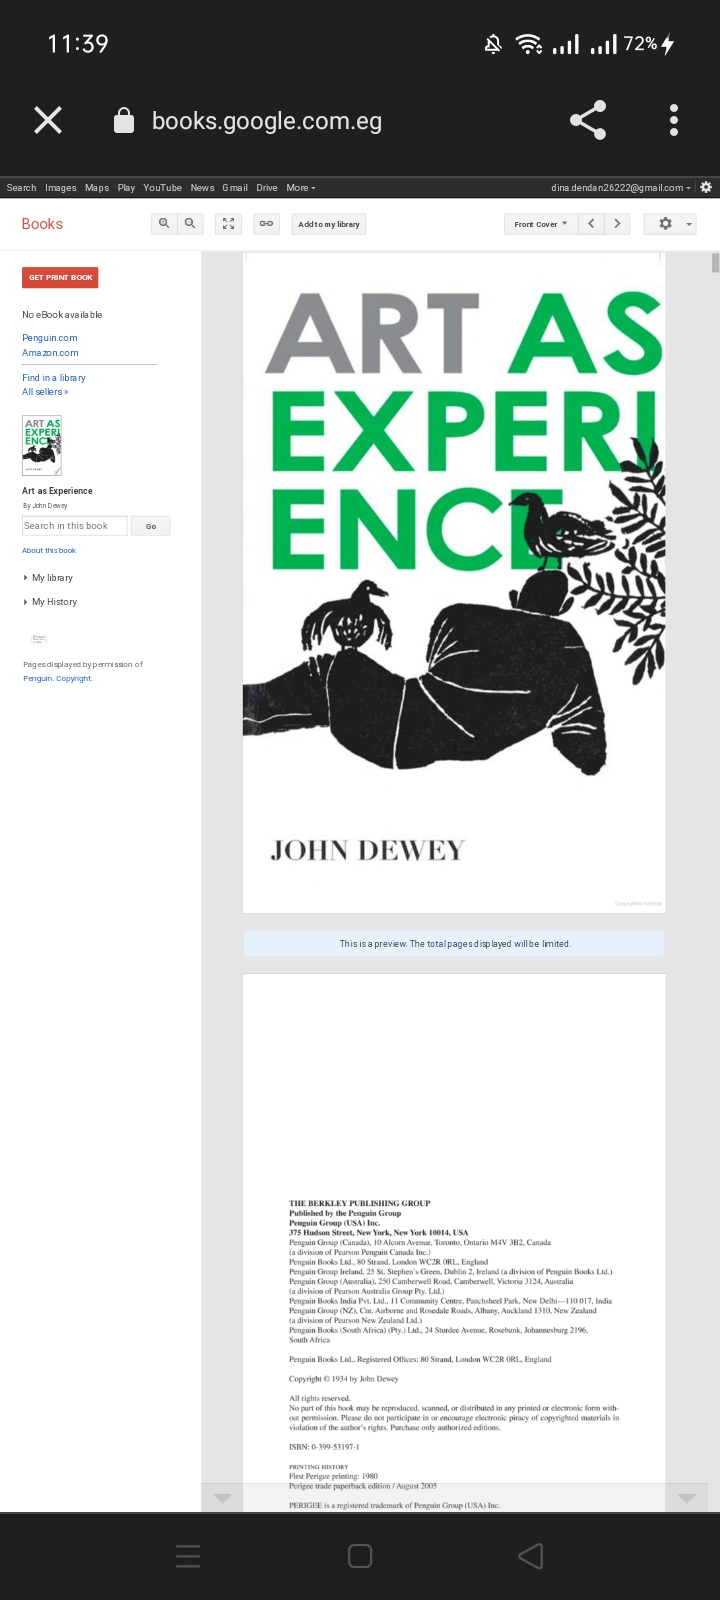 11:39
72%
books.google.com.eg
Search Images Maps Play YouTube News Gmail Drive More
dina.dendan26222@gmail.com
Books
Add to my library
Front Cover
GET PRINT BOOK
No eBook available
Penguin.com
Amazon.com
Find in a library
All sellers »
ART AS
EXPERI
ENCE
Art as Experience
By John Dewey
Search in this book
Go
About this book
My library
My History
Pages displayed by permission of
Penguin. Copyright.
ART AS
EXPERI
ENCE
JOHN DEWEY
Copyrighted material
This is a preview. The total pages displayed will be limited.
THE BERKLEY PUBLISHING GROUP
Published by the Penguin Group
Penguin Group (USA) Inc.
375 Hudson Street, New York, New York 10014, USA
Penguin Group (Canada), 10 Alcorn Avenue, Toronto, Ontario M4V 3B2, Canada
(a division of Pearson Penguin Canada Inc.)
Penguin Books Ltd., 80 Strand, London WC2R 0RL, England
Penguin Group Ireland, 25 St. Stephen's Green, Dublin 2, Ireland (a division of Penguin Books Ltd.)
Penguin Group (Australia), 250 Camberwell Road, Camberwell, Victoria 3124, Australia
(a division of Pearson Australia Group Pty. Ltd.)
Penguin Books India Pvt. Ltd., 11 Community Centre, Panchsheel Park, New Delhi—110 017, India
Penguin Group (NZ), Cnr. Airborne and Rosedale Roads, Albany, Auckland 1310, New Zealand
(a division of Pearson New Zealand Ltd.)
Penguin Books (South Africa) (Pty.) Ltd., 24 Sturdee Avenue, Rosebank, Johannesburg 2196,
South Africa
Penguin Books Ltd., Registered Offices: 80 Strand, London WC2R 0RL, England
Copyright © 1934 by John Dewey
All rights reserved.
No part of this book may be reproduced, scanned, or distributed in any printed or electronic form with-
out permission. Please do not participate in or encourage electronic piracy of copyrighted materials in
violation of the author's rights. Purchase only authorized editions.
ISBN: 0-399-53197-1
PRINTING HISTORY
First Perigee printing: 1980
Perigee trade paperback edition / August 2005
PERIGEE is a registered trademark of Penguin Group (USA) Inc.